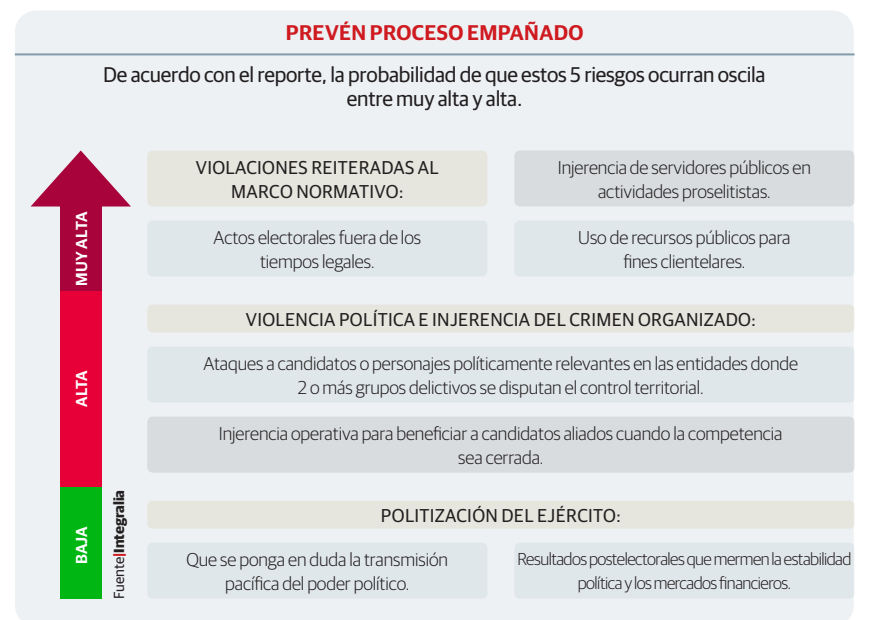 PREVÉN PROCESO EMPAÑADO
De acuerdo con el reporte, la probabilidad de que estos 5 riesgos ocurran oscila
entre muy alta y alta.
MUY ALTA
VIOLACIONES REITERADAS AL
MARCO NORMATIVO:
Injerencia de servidores públicos en
actividades proselitistas.
Actos electorales fuera de los
tiempos legales.
Uso de recursos públicos para
fines clientelares.
ALTA
VIOLENCIA POLÍTICA E INJERENCIA DEL CRIMEN ORGANIZADO:
Ataques a candidatos o personajes políticamente relevantes en las entidades donde
2 o más grupos delictivos se disputan el control territorial.
Injerencia operativa para beneficiar a candidatos aliados cuando la competencia
sea cerrada.
BAJA
POLITIZACIÓN DEL EJÉRCITO:
Que se ponga en duda la transmisión
pacífica del poder político.
Resultados postelectorales que mermen la estabilidad
política y los mercados financieros.
Fuente|Integralia